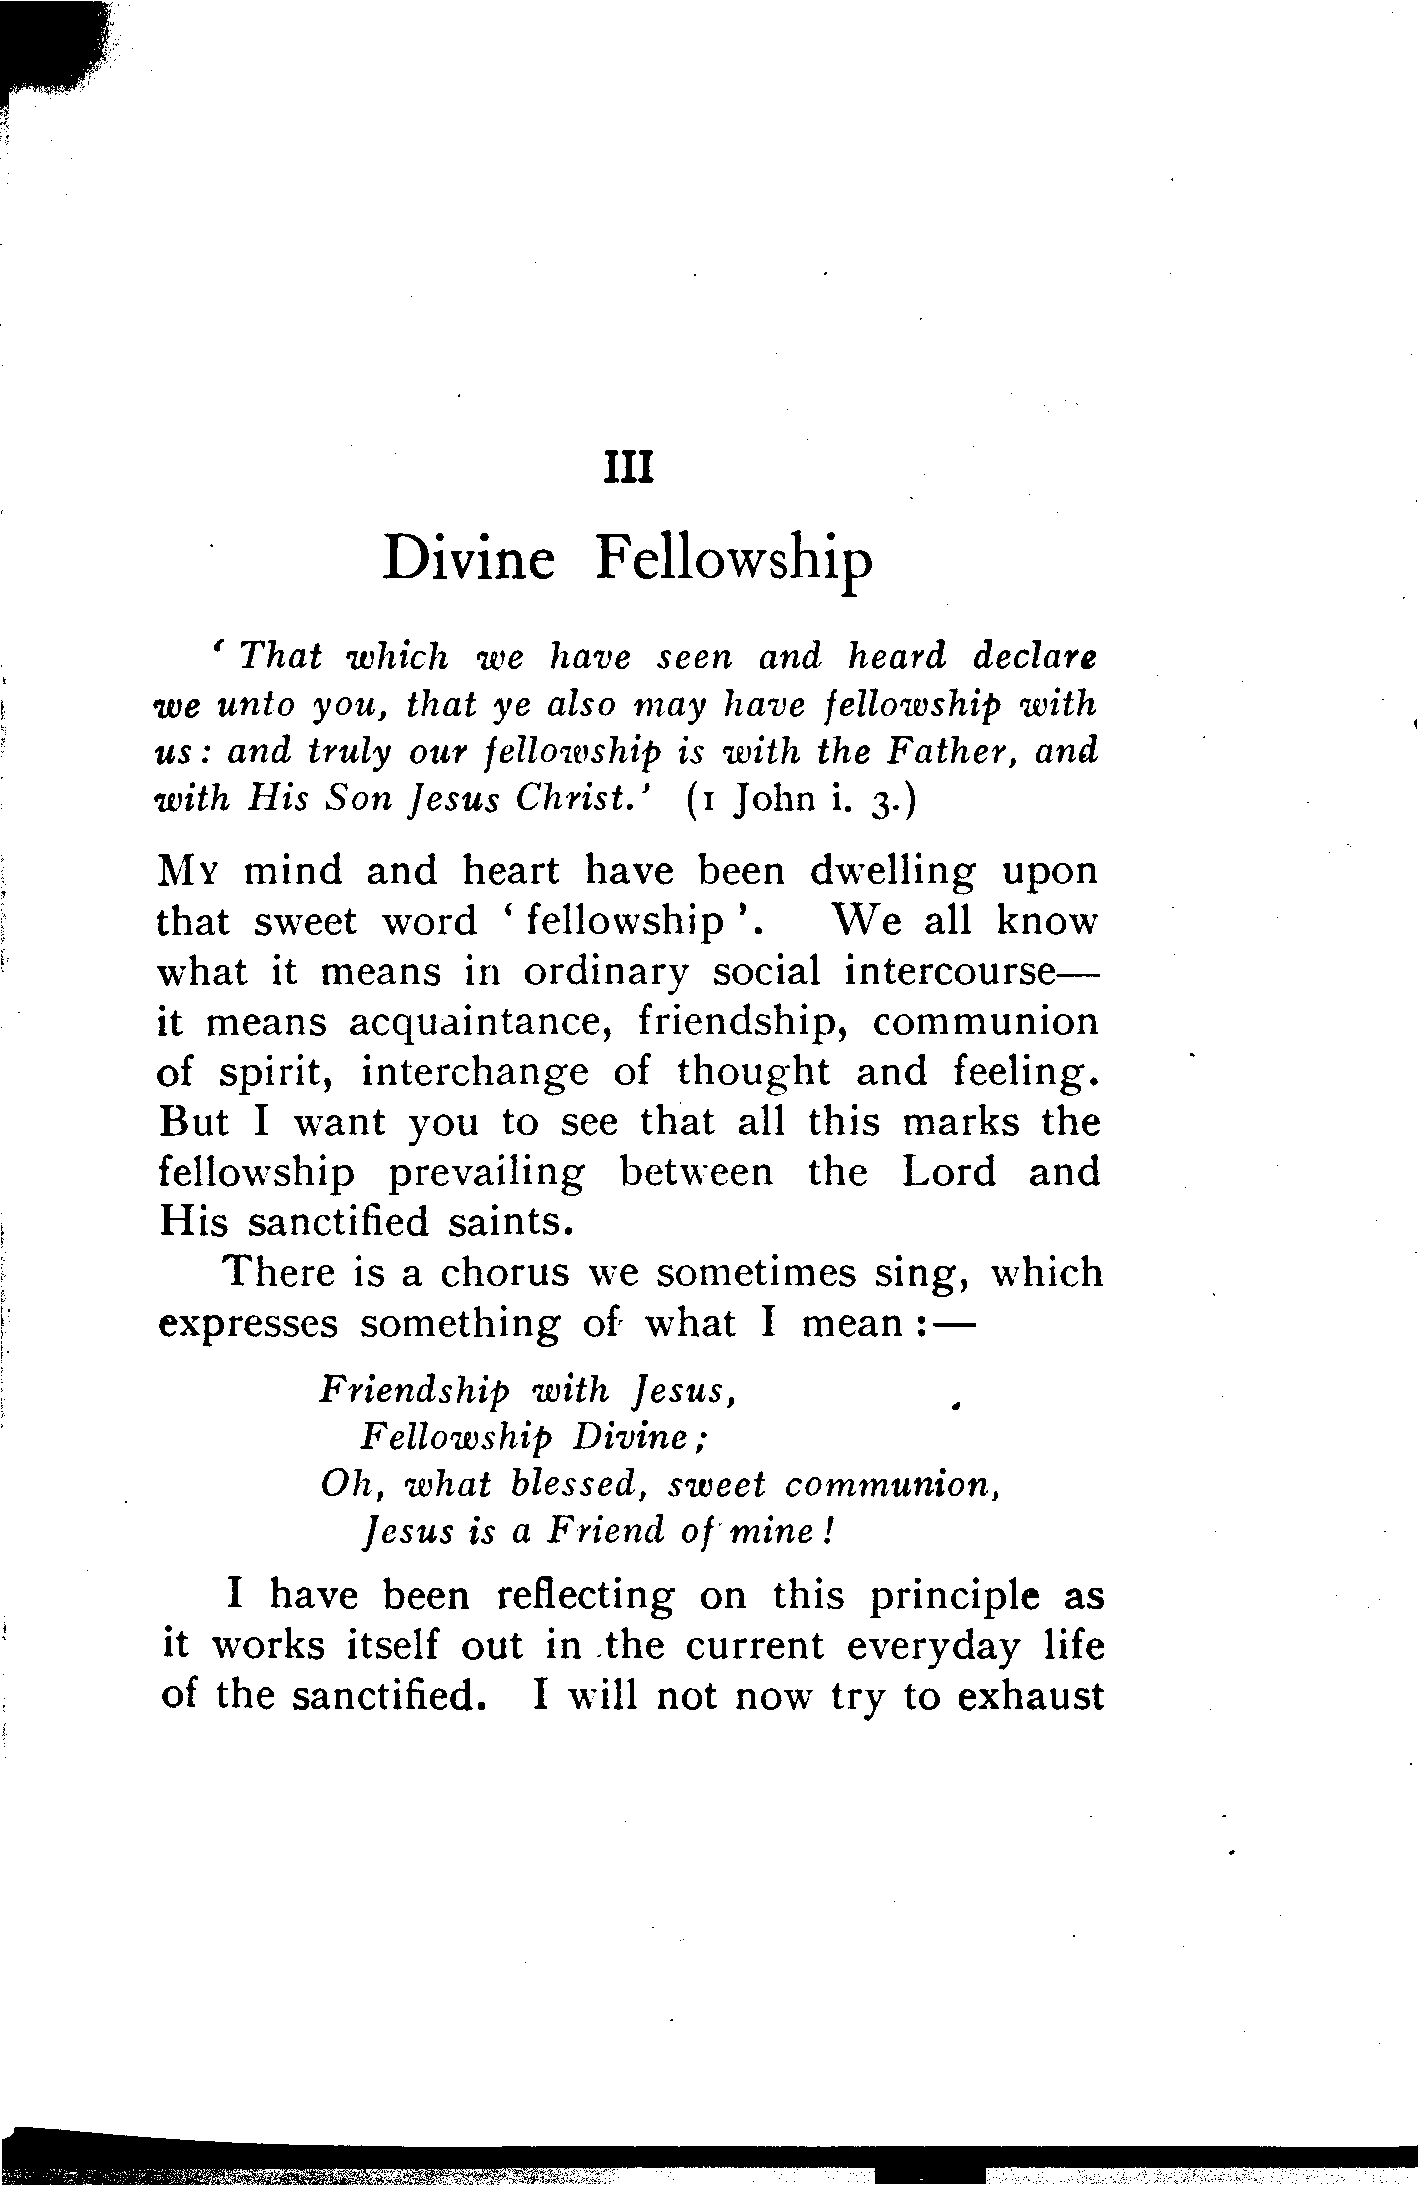 III
Divine Fellowship
‘ That which we have seen and heard declare
we unto you, that ye also may have fellowship with
us : and truly our fellowship is with the Father, and
with His Son Jesus Christ.’ (1 John i. 3.)
My mind and heart have been dwelling upon
that sweet word ‘ fellowship ’. We all know
what it means in ordinary social intercourse—
it means acquaintance, friendship, communion
of spirit, interchange of thought and feeling.
But I want you to see that all this marks the
fellowship prevailing between the Lord and
His sanctified saints.
There is a chorus we sometimes sing, which
expresses something of what I mean :—
Friendship with Jesus,
Fellowship Divine ;
Oh, what blessed, sweet communion,
Jesus is a Friend of mine !
I have been reflecting on this principle as
it works itself out in the current everyday life
of the sanctified. I will not now try to exhaust